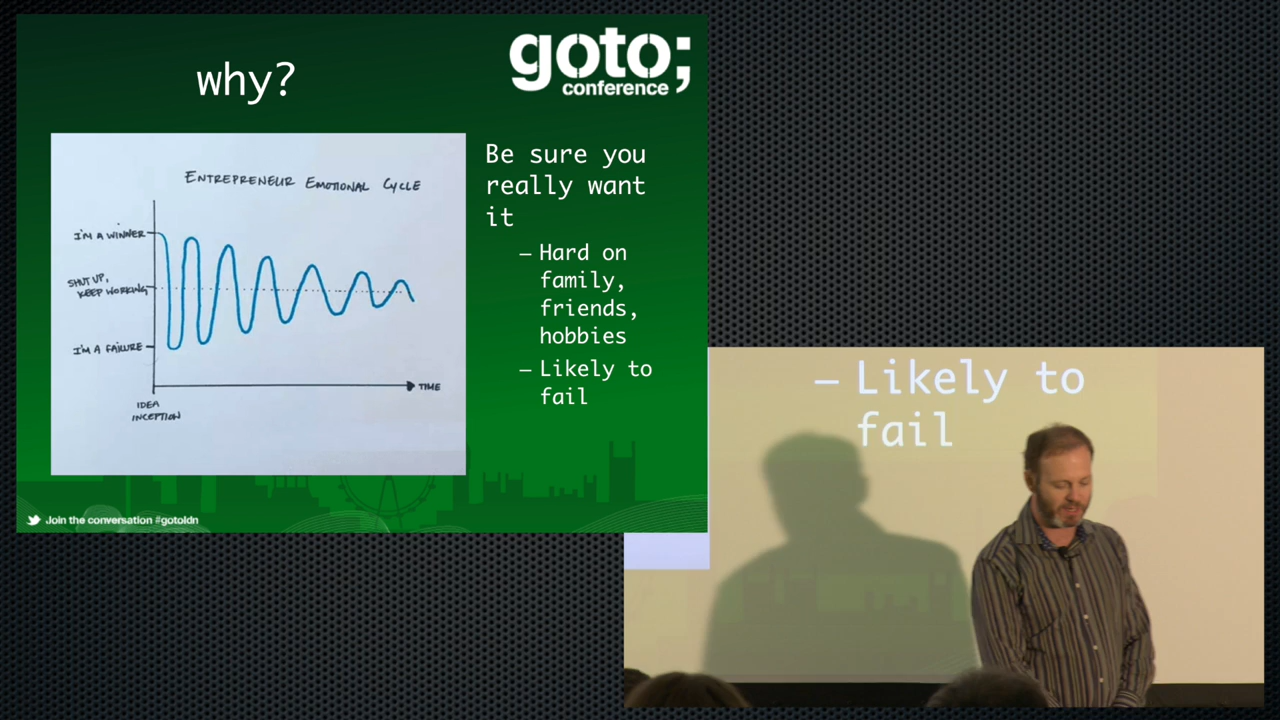 why?
goto;
conference
ENTREPRENEUR EMOTIONAL CYCLE
I'M A WINNER
SHUT UP,
KEEP WORKING
I'M A FAILURE
TIME
IDEA
INCEPTION
Be sure you
really want
it
– Hard on
family,
friends,
hobbies
– Likely to
fail
Join the conversation #gotoldn
– Likely to
fail